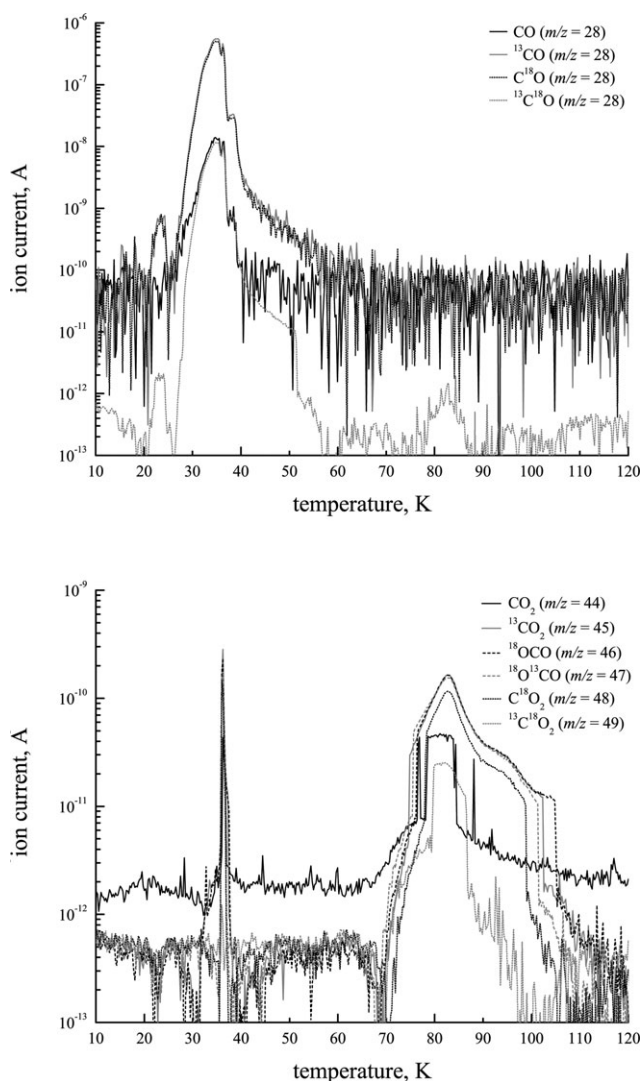 10⁻⁶
10⁻⁷
10⁻⁸
10⁻⁹
10⁻¹⁰
10⁻¹¹
10⁻¹²
10⁻¹³
ion current, A
CO (m/z = 28)
¹³CO (m/z = 28)
C¹⁸O (m/z = 28)
¹³C¹⁸O (m/z = 28)
10 20 30 40 50 60 70 80 90 100 110 120
temperature, K
10⁻⁹
10⁻¹⁰
10⁻¹¹
10⁻¹²
10⁻¹³
ion current, A
CO₂ (m/z = 44)
¹³CO₂ (m/z = 45)
¹⁸OCO (m/z = 46)
¹⁸O¹³CO (m/z = 47)
C¹⁸O₂ (m/z = 48)
¹³C¹⁸O₂ (m/z = 49)
10 20 30 40 50 60 70 80 90 100 110 120
temperature, K